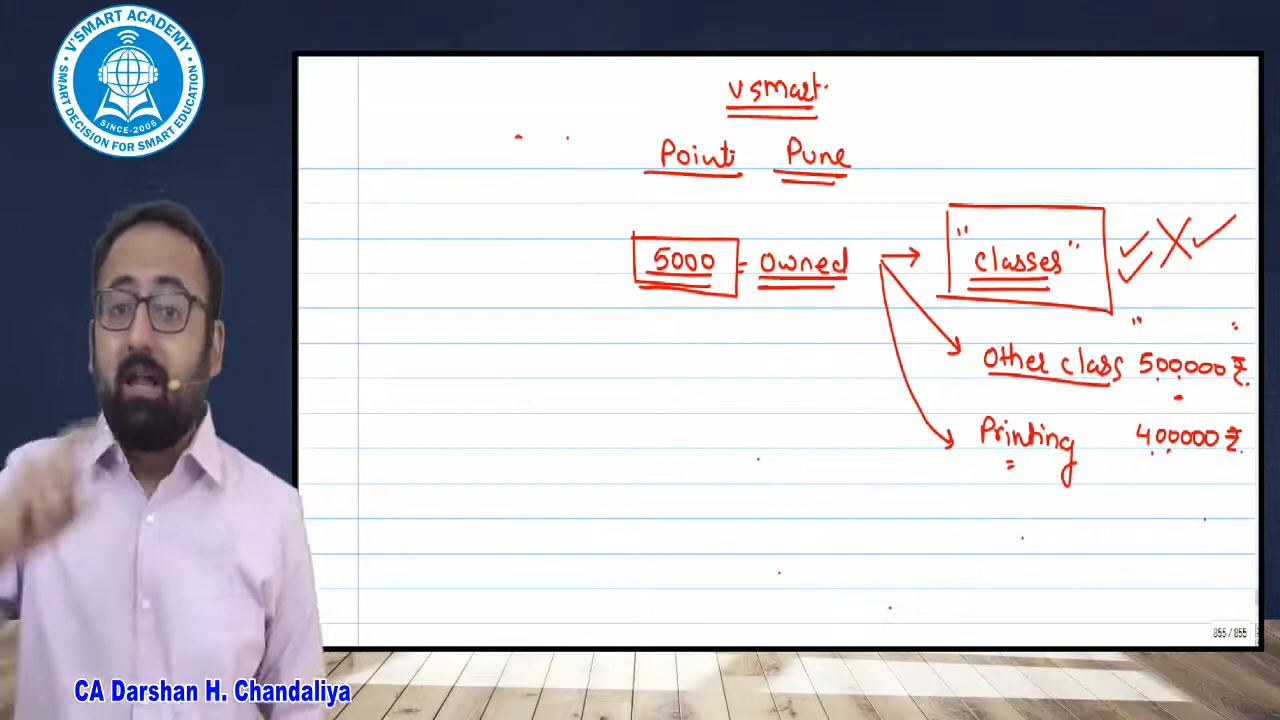 V'SMART ACADEMY
SINCE-2005
SMART DECISION FOR SMART EDUCATION
vsmart.
Point Pune
5000 = Owned → "classes"
Other class 500000 ₹
Printing 400000 ₹
855 / 855
CA Darshan H. Chandaliya